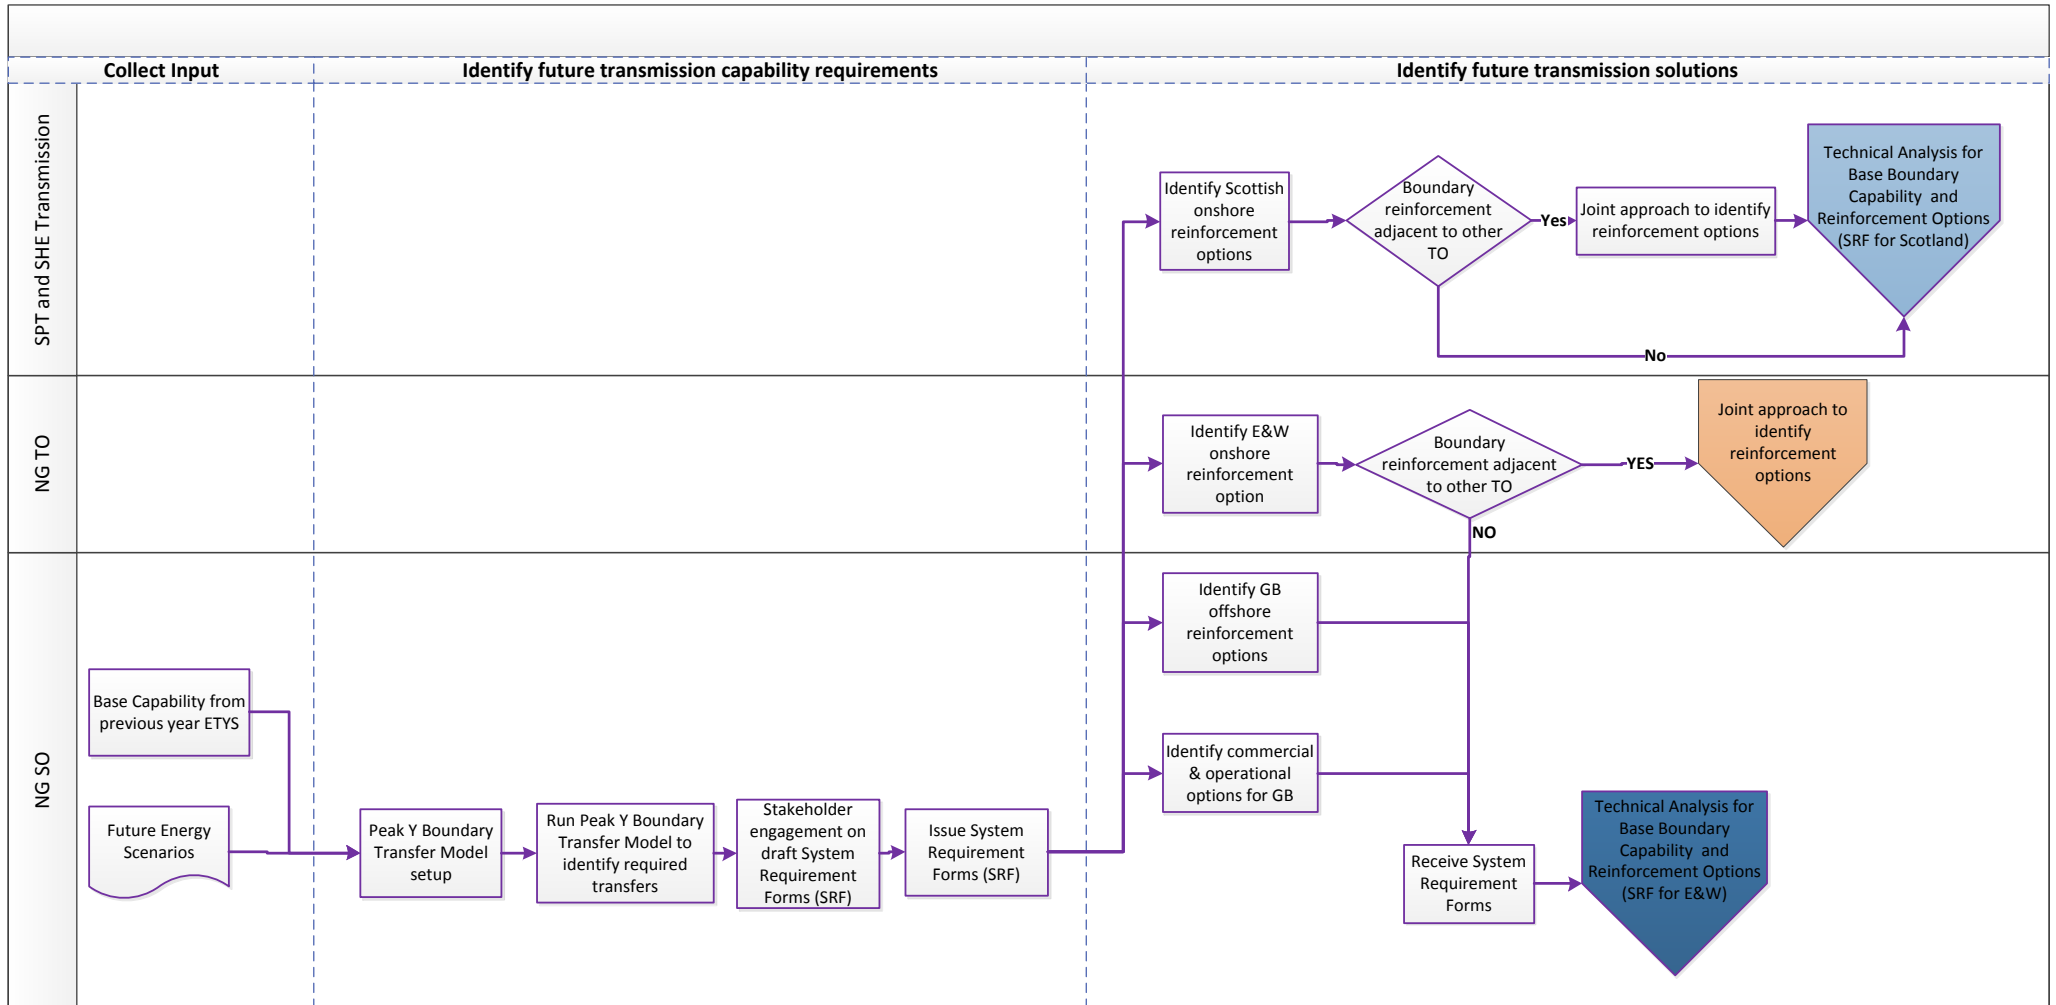 Collect Input
Identify future transmission capability requirements
Identify future transmission solutions
SPT and SHE Transmission
Identify Scottish
onshore
reinforcement
options
Boundary
reinforcement
adjacent to other
TO
Yes
Joint approach to identify
reinforcement options
Technical Analysis for
Base Boundary
Capability and
Reinforcement Options
(SRF for Scotland)
No
NG TO
Identify E&W
onshore
reinforcement
option
Boundary
reinforcement adjacent
to other TO
YES
Joint approach to
identify
reinforcement
options
NO
NG SO
Base Capability from
previous year ETYS
Future Energy
Scenarios
Peak Y Boundary
Transfer Model
setup
Run Peak Y Boundary
Transfer Model to
identify required
transfers
Stakeholder
engagement on
draft System
Requirement
Forms (SRF)
Issue System
Requirement
Forms (SRF)
Identify GB
offshore
reinforcement
options
Identify commercial
& operational
options for GB
Receive System
Requirement
Forms
Technical Analysis for
Base Boundary
Capability and
Reinforcement Options
(SRF for E&W)